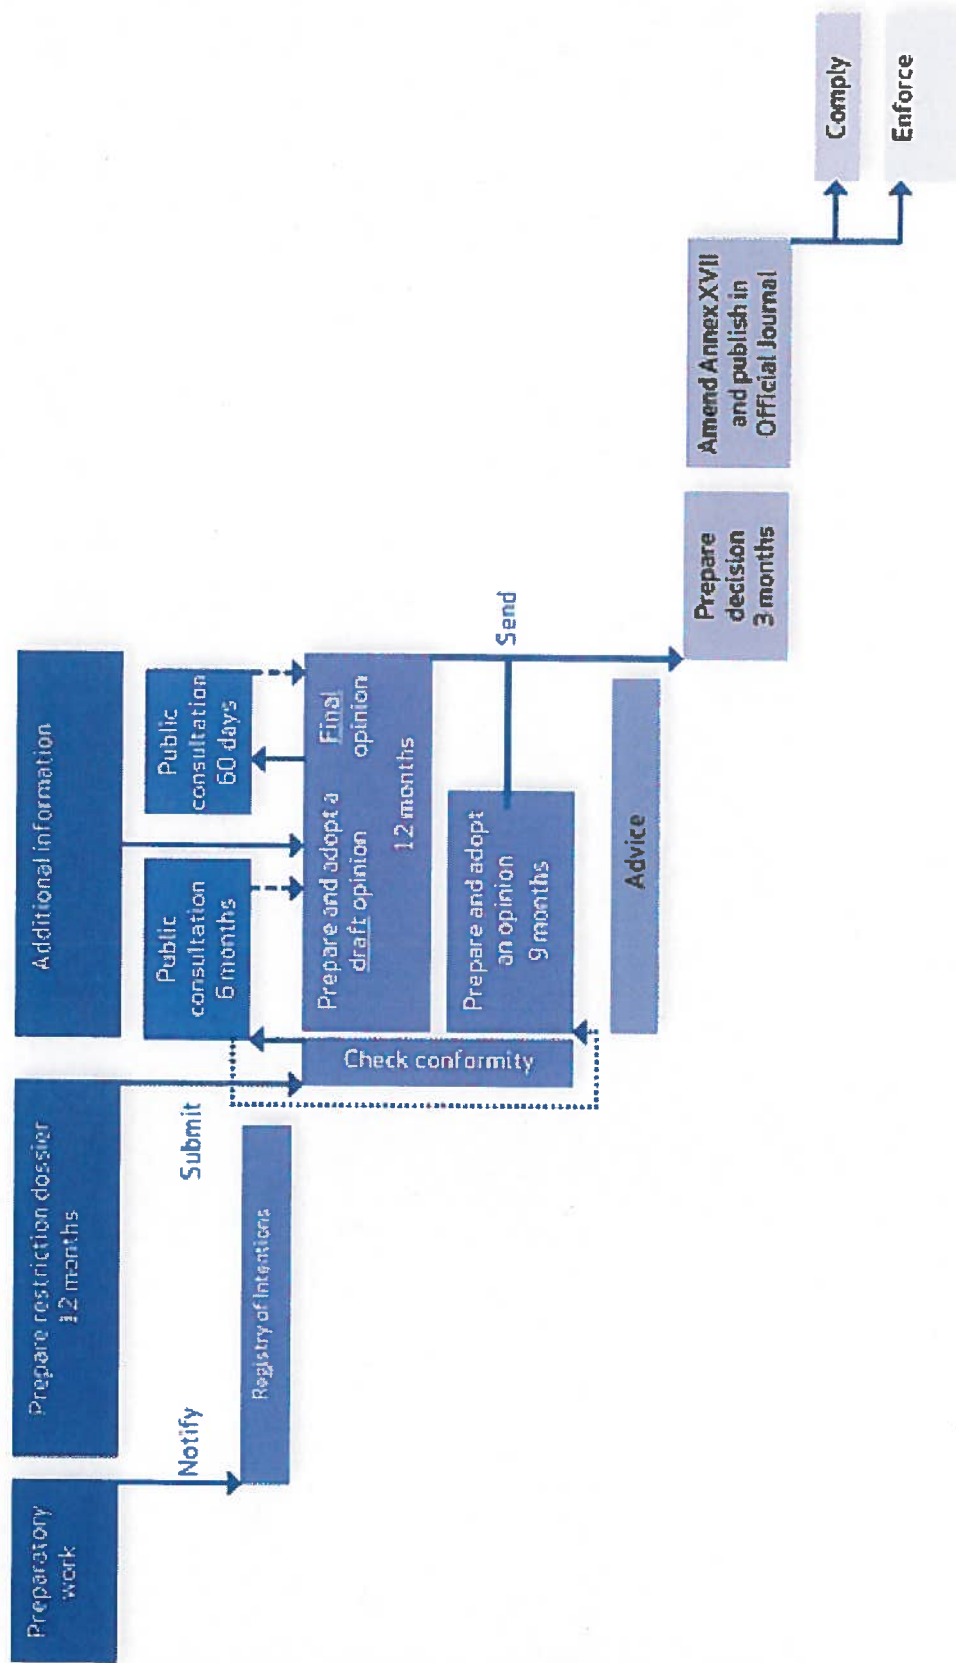 Preparatory
work
Prepare restriction dossier
12 months
Additional information
Notify
Submit
Public
consultation
6 months
Public
consultation
60 days
Registry of Intentions
Check conformity
Prepare and adopt a
draft opinion
Final
opinion
12 months
Prepare and adopt
an opinion
9 months
Send
Advice
Prepare
decision
3 months
Amend Annex XVII
and publish in
Official Journal
Comply
Enforce